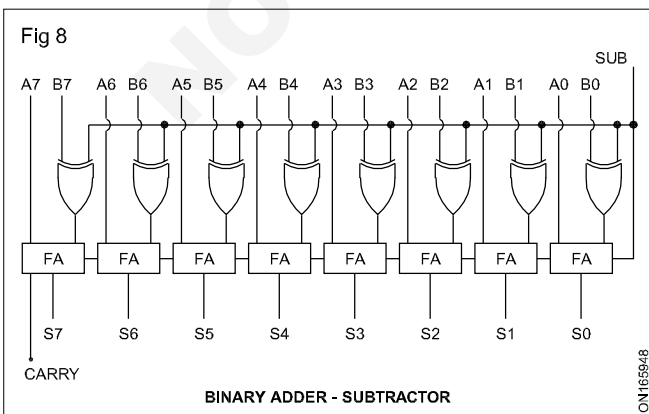 Fig 8
SUB
A7 B7 A6 B6 A5 B5 A4 B4 A3 B3 A2 B2 A1 B1 A0 B0
FA FA FA FA FA FA FA FA
S7 S6 S5 S4 S3 S2 S1 S0
CARRY
BINARY ADDER - SUBTRACTOR
ON165948